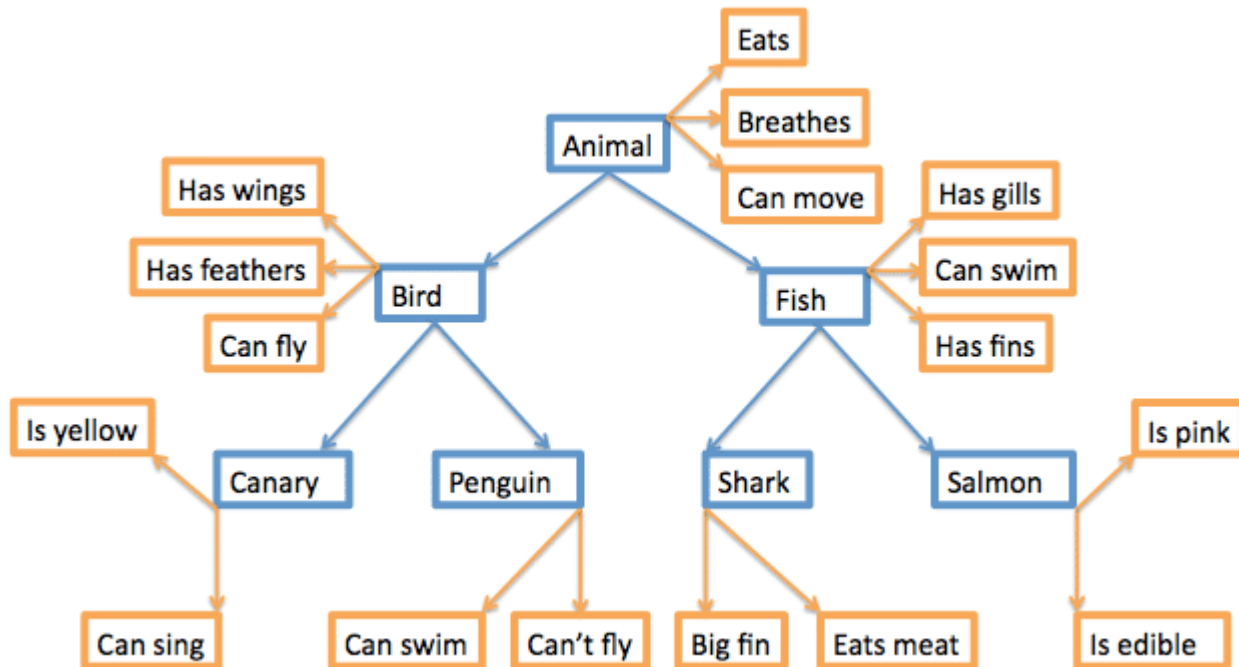 Eats
Breathes
Animal
Can move
Has wings
Has gills
Has feathers
Can swim
Bird
Fish
Can fly
Has fins
Is yellow
Is pink
Canary
Penguin
Shark
Salmon
Can sing
Can swim
Can't fly
Big fin
Eats meat
Is edible